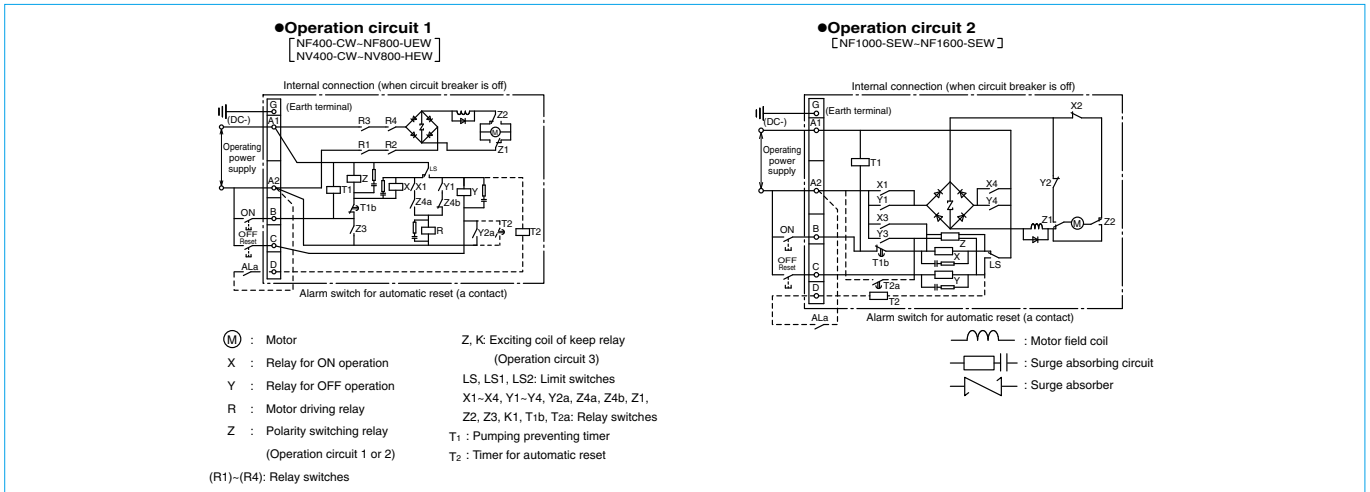 ●Operation circuit 1
NF400-CW~NF800-UEW
NV400-CW~NV800-HEW
Internal connection (when circuit breaker is off)
G
(Earth terminal)
(DC-)
A1
R3
R4
Z
Z2
M
Z1
R1
R2
Operating
power
supply
LS
A2
T1
Z
X
X1
Y1
Y
Z4a
Z4b
T1b
ON
B
Z3
R
Y2a
T2
T2
OFF
Reset
C
ALa
D
Alarm switch for automatic reset (a contact)
●Operation circuit 2
NF1000-SEW~NF1600-SEW
Internal connection (when circuit breaker is off)
G
(Earth terminal)
(DC-)
A1
X2
Operating
power
supply
T1
A2
X1
Y1
X3
Y3
Z
X4
Y4
Y2
Z1
M
Z2
ON
B
T1b
Z
X
LS
OFF
Reset
C
Y
T2a
D
T2
ALa
Alarm switch for automatic reset (a contact)
M : Motor
X : Relay for ON operation
Y : Relay for OFF operation
R : Motor driving relay
Z : Polarity switching relay
(Operation circuit 1 or 2)
(R1)~(R4): Relay switches
Z, K: Exciting coil of keep relay
(Operation circuit 3)
LS, LS1, LS2: Limit switches
X1~X4, Y1~Y4, Y2a, Z4a, Z4b, Z1,
Z2, Z3, K1, T1b, T2a: Relay switches
T1 : Pumping preventing timer
T2 : Timer for automatic reset
: Motor field coil
: Surge absorbing circuit
: Surge absorber